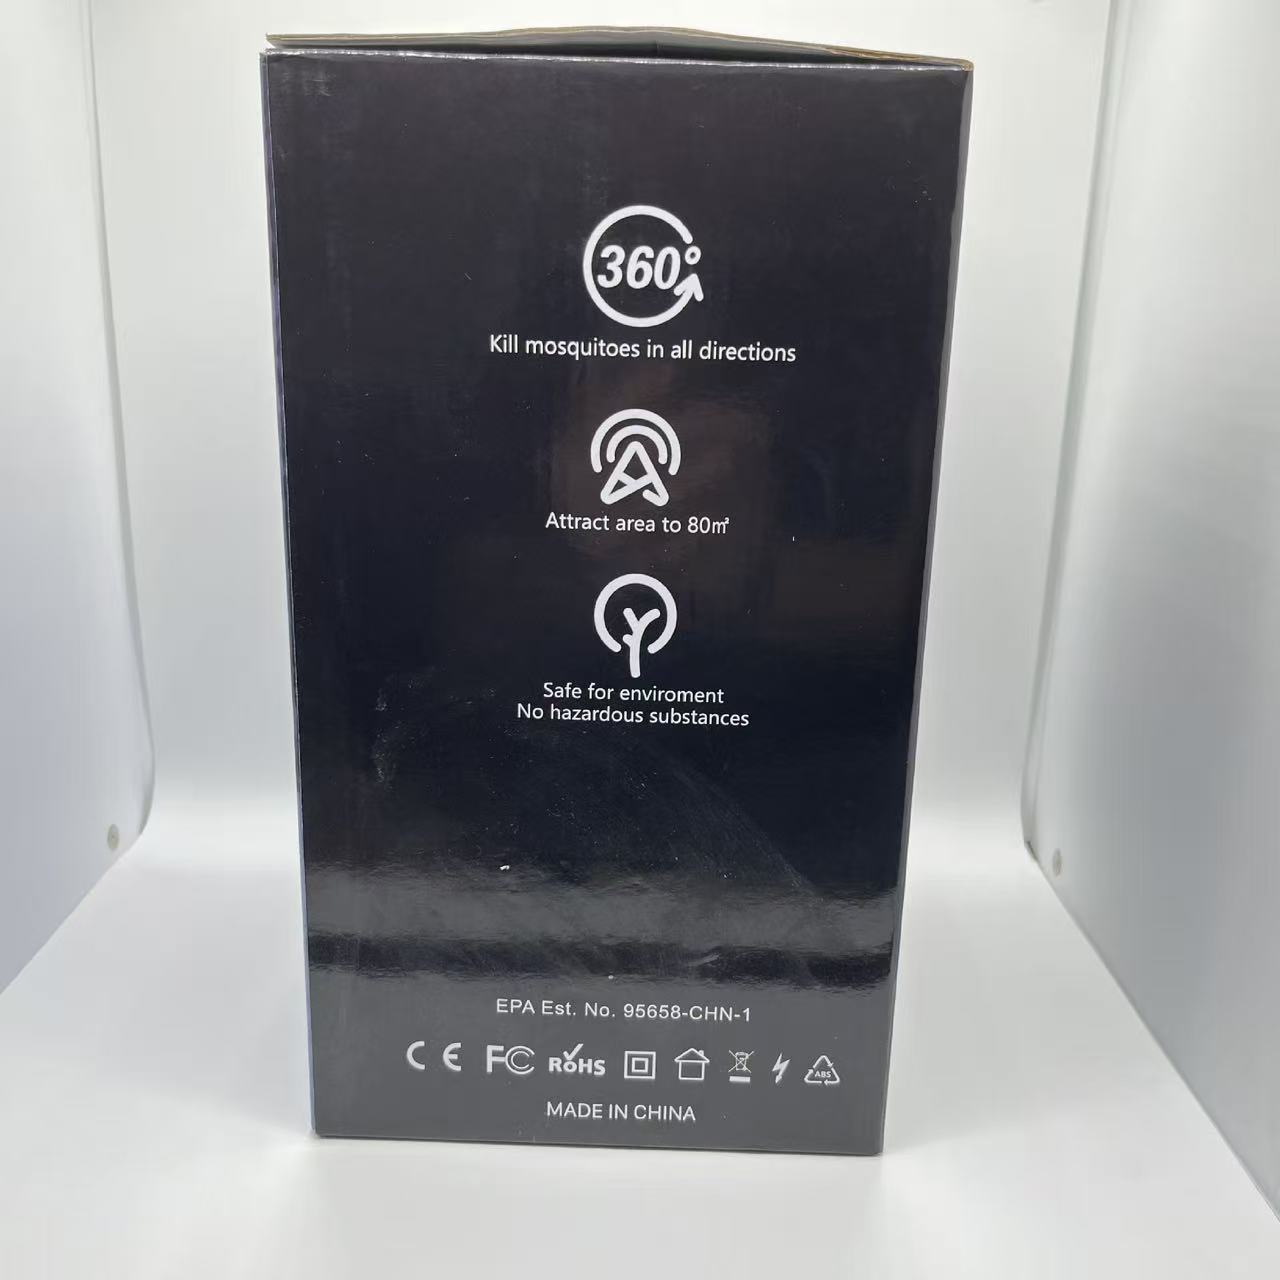 360°
Kill mosquitoes in all directions
Attract area to 80㎡
Safe for enviroment
No hazardous substances
EPA Est. No. 95658-CHN-1
CE FC RoHS ABS
MADE IN CHINA